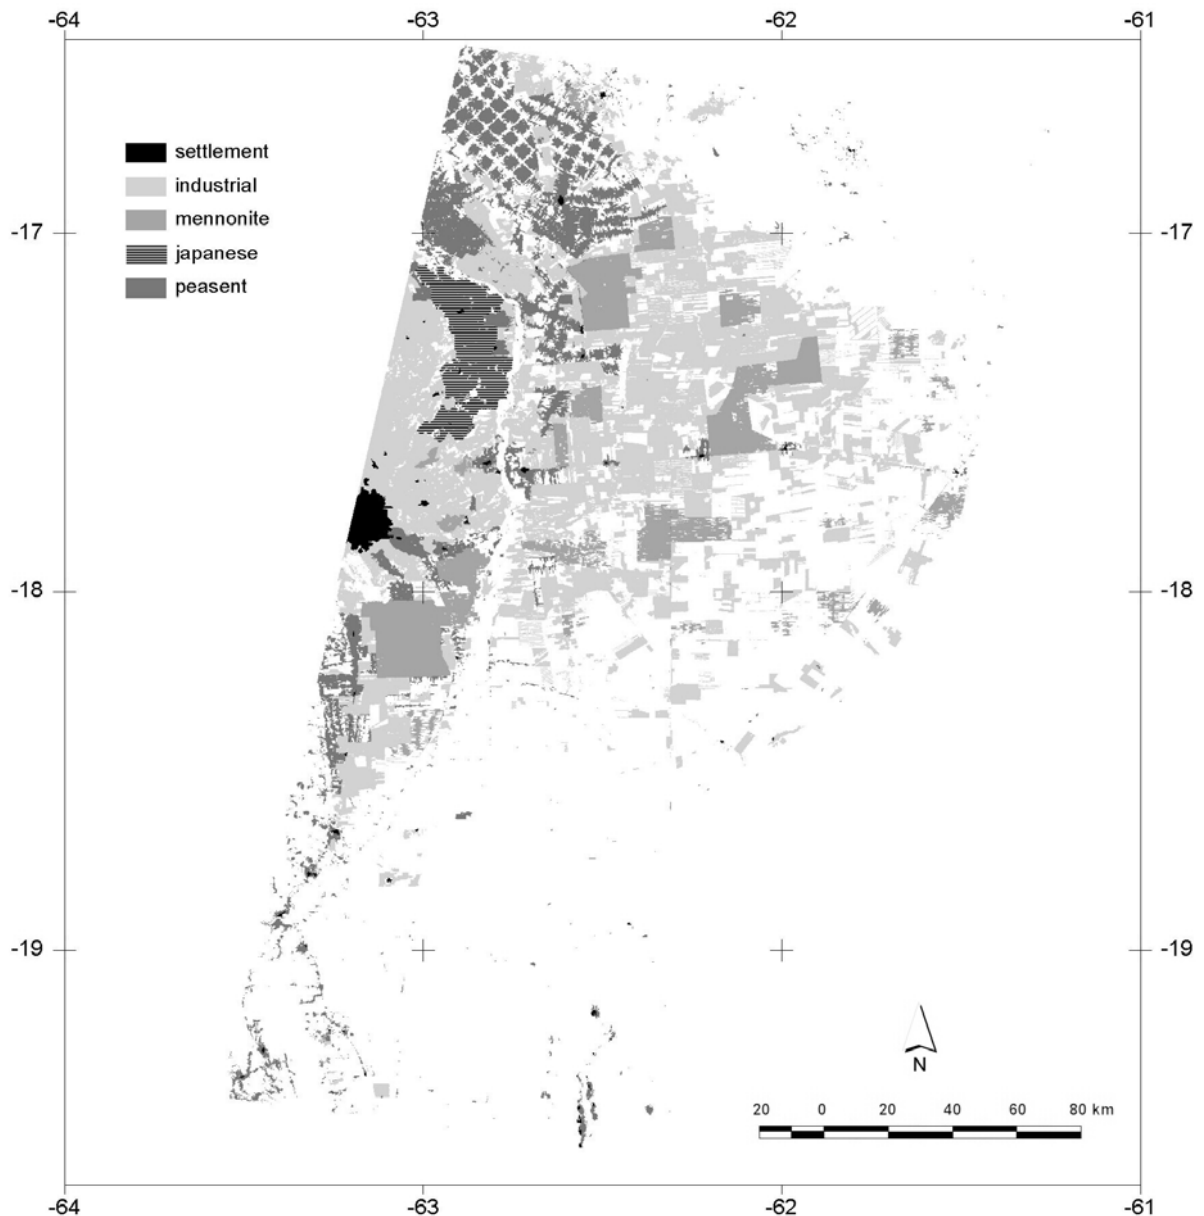 -64 -63 -62 -61
settlement
industrial
mennonite
japanese
peasent
-17 -17
-18 -18
-19 -19
N
20 0 20 40 60 80 km
-64 -63 -62 -61